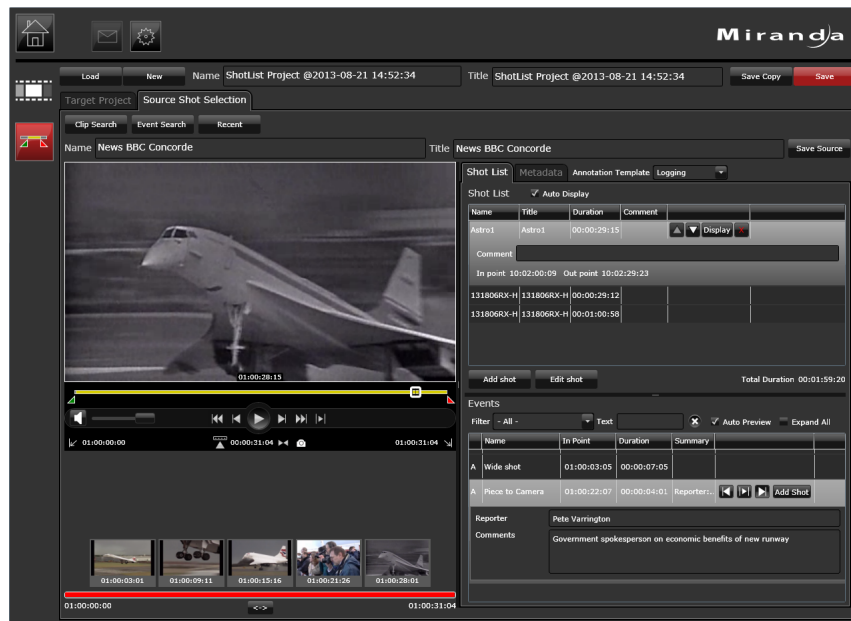 Miranda
Load New Name ShotList Project @2013-08-21 14:52:34 Title ShotList Project @2013-08-21 14:52:34 Save Copy Save
Target Project Source Shot Selection
Clip Search Event Search Recent
Name News BBC Concorde Title News BBC Concorde Save Source
Shot List Metadata Annotation Template Logging
Shot List Auto Display
Name Title Duration Comment
Astro1 Astro1 00:00:29:15 Display
Comment
In point 10:02:00:09 Out point 10:02:29:23
131806RX-H 131806RX-H 00:00:29:12
131806RX-H 131806RX-H 00:01:00:58
01:00:28:15
Add shot Edit shot Total Duration 00:01:59:20
Events
Filter - All - Text Auto Preview Expand All
01:00:00:00 00:00:31:04 01:00:31:04
Name In Point Duration Summary
A Wide shot 01:00:03:05 00:00:07:05
A Piece to Camera 01:00:22:07 00:00:04:01 Reporter:.. Add Shot
Reporter Pete Varrington
Comments Government spokesperson on economic benefits of new runway
01:00:03:01 01:00:09:11 01:00:15:16 01:00:21:26 01:00:28:01
01:00:00:00 <-> 01:00:31:04